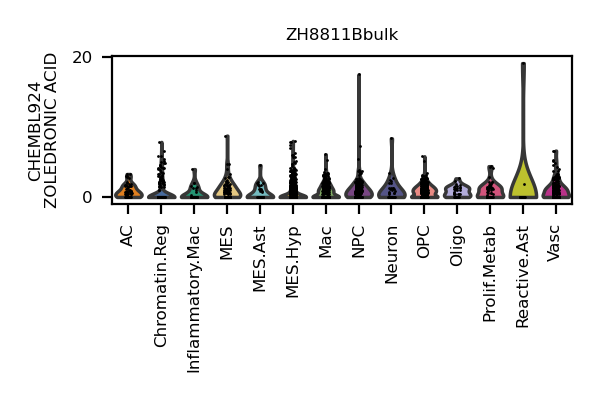 ZH8811Bbulk
CHEMBL924
ZOLEDRONIC ACID
20
0
AC
Chromatin.Reg
Inflammatory.Mac
MES
MES.Ast
MES.Hyp
Mac
NPC
Neuron
OPC
Oligo
Prolif.Metab
Reactive.Ast
Vasc